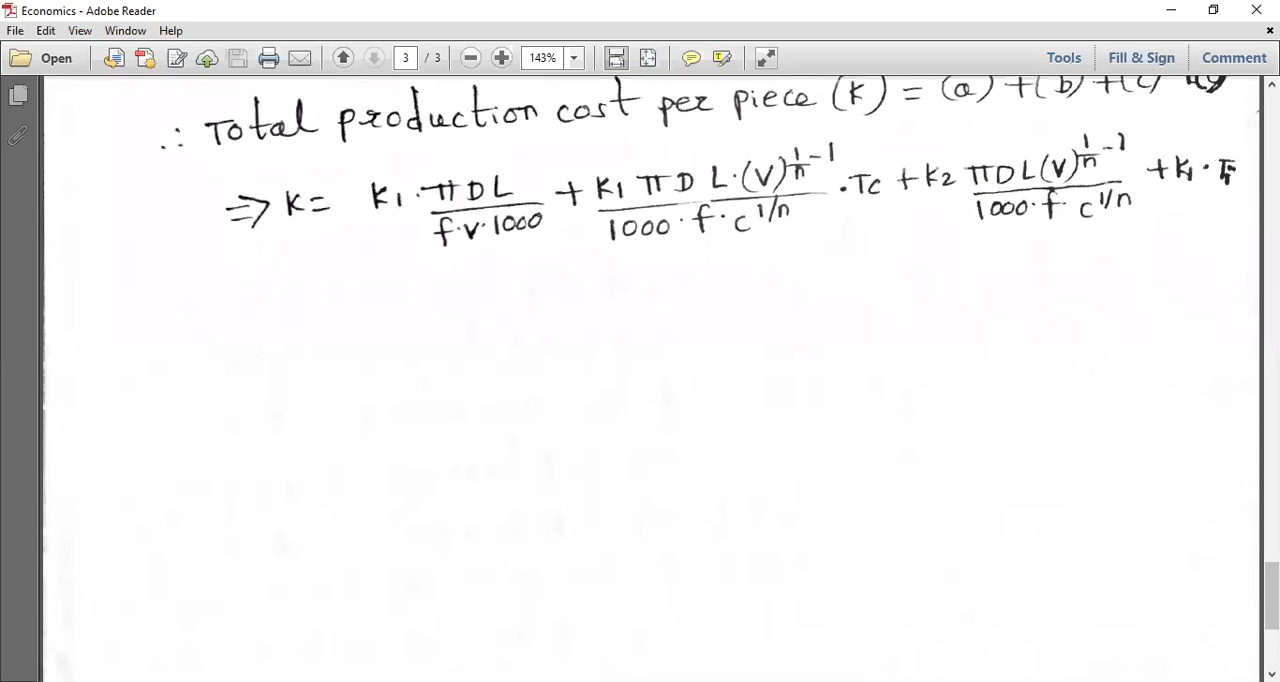 Economics - Adobe Reader
File Edit View Window Help
Open 3 / 3 143% Tools Fill & Sign Comment
∴ Total production cost per piece (K) = (a) + (b) + (c) +
⇒ K = K₁ · πDL / f·v·1000 + K₁ πD L·(V)^(1/n - 1) / 1000·f·c^(1/n) · Tc + K₂ πDL(V)^(1/n - 1) / 1000·f·c^(1/n) + K₁ ·